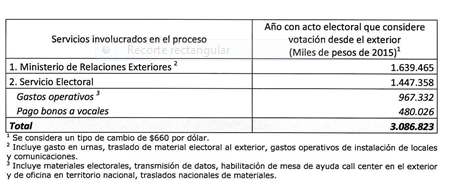 Servicios involucrados en el proceso
Año con acto electoral que considere
votación desde el exterior
(Miles de pesos de 2015)¹
Recorte rectangular
1. Ministerio de Relaciones Exteriores ² 1.639.465
2. Servicio Electoral 1.447.358
Gastos operativos ³ 967.332
Pago bonos a vocales 480.026
Total 3.086.823
¹ Se considera un tipo de cambio de $660 por dólar.
² Incluye gasto en urnas, traslado de material electoral al exterior, gastos operativos de instalación de locales
y comunicaciones.
³ Incluye materiales electorales, transmisión de datos, habilitación de mesa de ayuda call center en el exterior
y de oficina en territorio nacional, traslados nacionales de materiales.